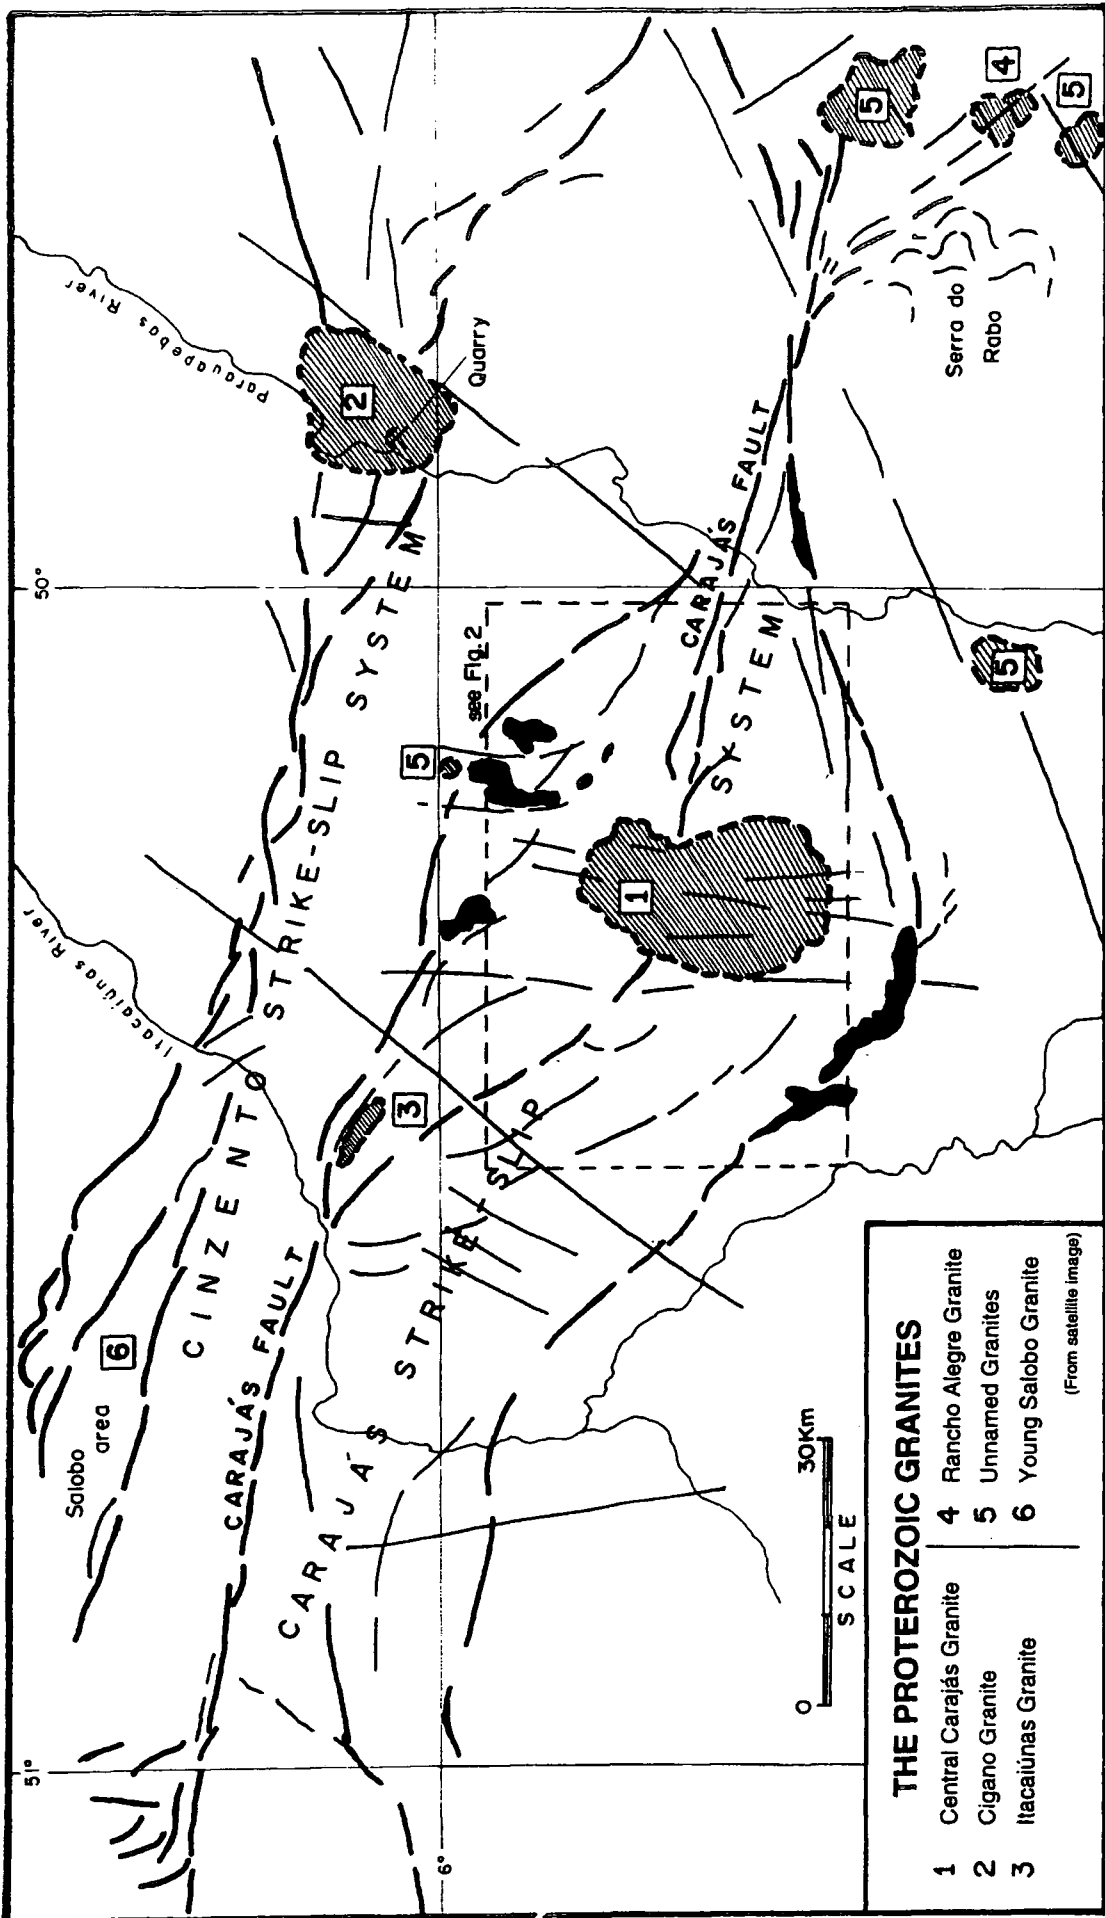 51°
50°
6°
Salobo
area
6
Itacaiúnas River
Parauapebas River
CINZENTO
STRIKE-SLIP SYSTEM
CARAJÁS FAULT
CARAJÁS
STRIKE-SLIP
SYSTEM
3
5
see Fig. 2
2
Quarry
1
CARAJÁS FAULT
5
4
5
5
Serra do
Rabo
0 30Km
SCALE
THE PROTEROZOIC GRANITES
1 Central Carajás Granite
2 Cigano Granite
3 Itacaiúnas Granite
4 Rancho Alegre Granite
5 Unnamed Granites
6 Young Salobo Granite
(From satellite image)